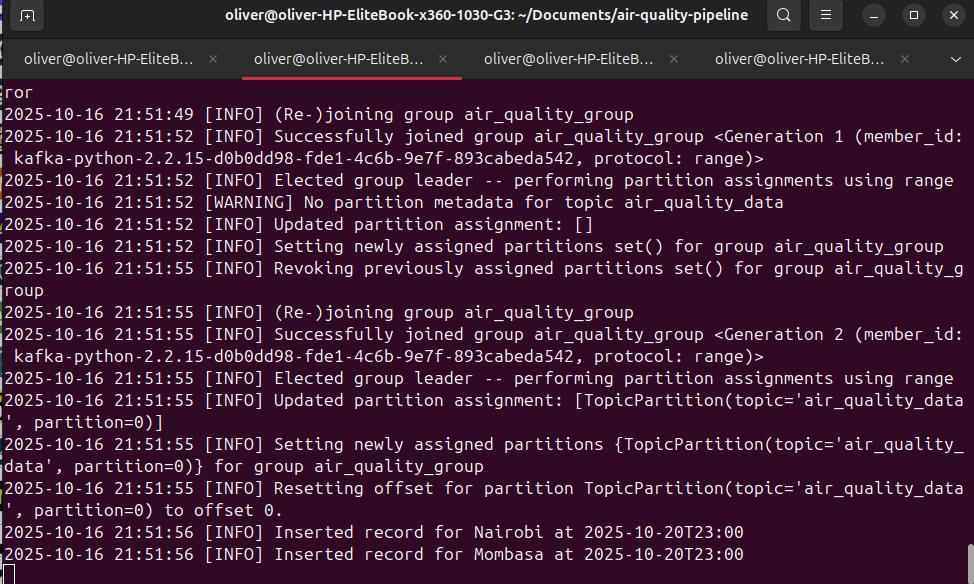 oliver@oliver-HP-EliteBook-x360-1030-G3: ~/Documents/air-quality-pipeline
oliver@oliver-HP-EliteB... × oliver@oliver-HP-EliteB... × oliver@oliver-HP-EliteB... × oliver@oliver-HP-EliteB... ×
ror
2025-10-16 21:51:49 [INFO] (Re-)joining group air_quality_group
2025-10-16 21:51:52 [INFO] Successfully joined group air_quality_group <Generation 1 (member_id:
kafka-python-2.2.15-d0b0dd98-fde1-4c6b-9e7f-893cabeda542, protocol: range)>
2025-10-16 21:51:52 [INFO] Elected group leader -- performing partition assignments using range
2025-10-16 21:51:52 [WARNING] No partition metadata for topic air_quality_data
2025-10-16 21:51:52 [INFO] Updated partition assignment: []
2025-10-16 21:51:52 [INFO] Setting newly assigned partitions set() for group air_quality_group
2025-10-16 21:51:55 [INFO] Revoking previously assigned partitions set() for group air_quality_g
roup
2025-10-16 21:51:55 [INFO] (Re-)joining group air_quality_group
2025-10-16 21:51:55 [INFO] Successfully joined group air_quality_group <Generation 2 (member_id:
kafka-python-2.2.15-d0b0dd98-fde1-4c6b-9e7f-893cabeda542, protocol: range)>
2025-10-16 21:51:55 [INFO] Elected group leader -- performing partition assignments using range
2025-10-16 21:51:55 [INFO] Updated partition assignment: [TopicPartition(topic='air_quality_data
', partition=0)]
2025-10-16 21:51:55 [INFO] Setting newly assigned partitions {TopicPartition(topic='air_quality_
data', partition=0)} for group air_quality_group
2025-10-16 21:51:55 [INFO] Resetting offset for partition TopicPartition(topic='air_quality_data
', partition=0) to offset 0.
2025-10-16 21:51:56 [INFO] Inserted record for Nairobi at 2025-10-20T23:00
2025-10-16 21:51:56 [INFO] Inserted record for Mombasa at 2025-10-20T23:00